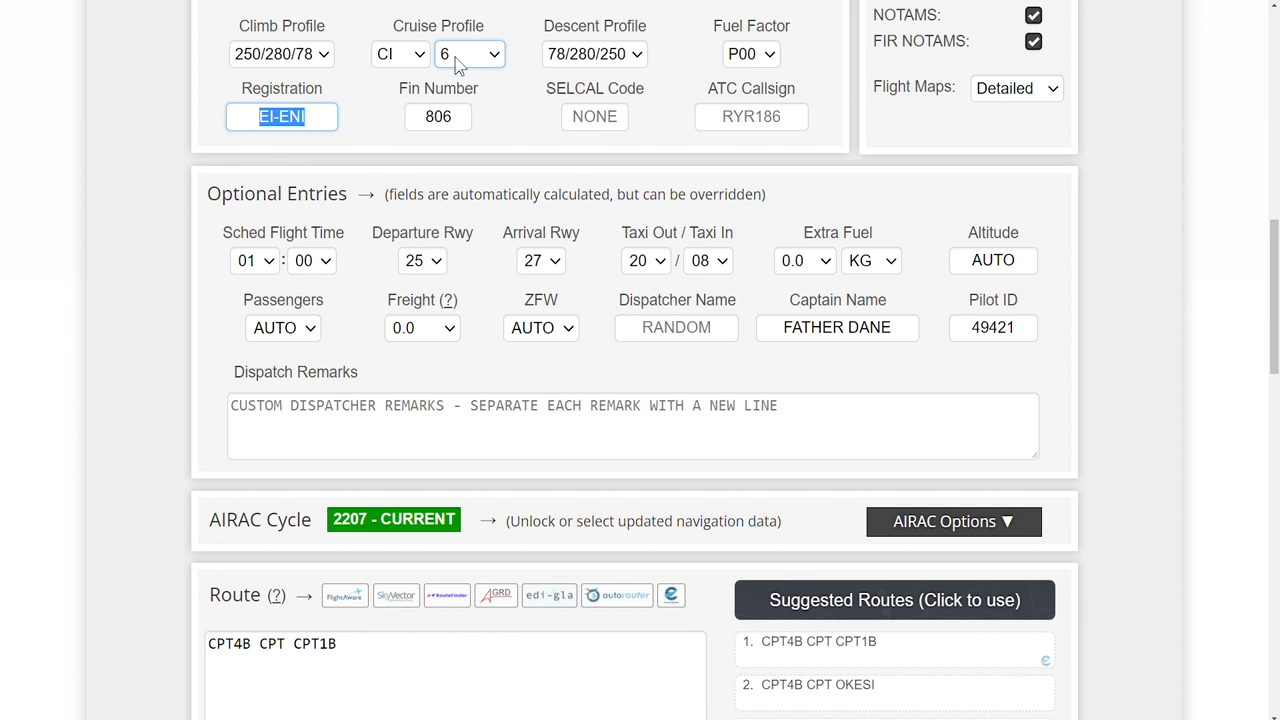 Climb Profile Cruise Profile Descent Profile Fuel Factor
250/280/78 CI 6 78/280/250 P00
Registration Fin Number SELCAL Code ATC Callsign
EI-ENI 806 NONE RYR186
NOTAMS:
FIR NOTAMS:
Flight Maps: Detailed
Optional Entries → (fields are automatically calculated, but can be overridden)
Sched Flight Time Departure Rwy Arrival Rwy Taxi Out / Taxi In Extra Fuel Altitude
01 : 00 25 27 20 / 08 0.0 KG AUTO
Passengers Freight (?) ZFW Dispatcher Name Captain Name Pilot ID
AUTO 0.0 AUTO RANDOM FATHER DANE 49421
Dispatch Remarks
CUSTOM DISPATCHER REMARKS - SEPARATE EACH REMARK WITH A NEW LINE
AIRAC Cycle 2207 - CURRENT → (Unlock or select updated navigation data) AIRAC Options ▼
Route (?) → FlightAware SkyVector RouteFinder GRD edi-gla autorouter
CPT4B CPT CPT1B
Suggested Routes (Click to use)
1. CPT4B CPT CPT1B
2. CPT4B CPT OKESI